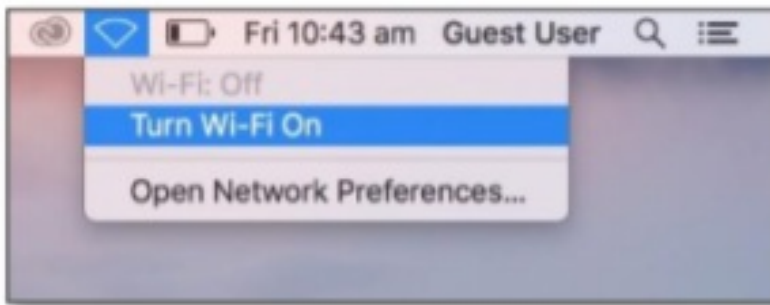 Fri 10:43 am Guest User
Wi-Fi: Off
Turn Wi-Fi On
Open Network Preferences...